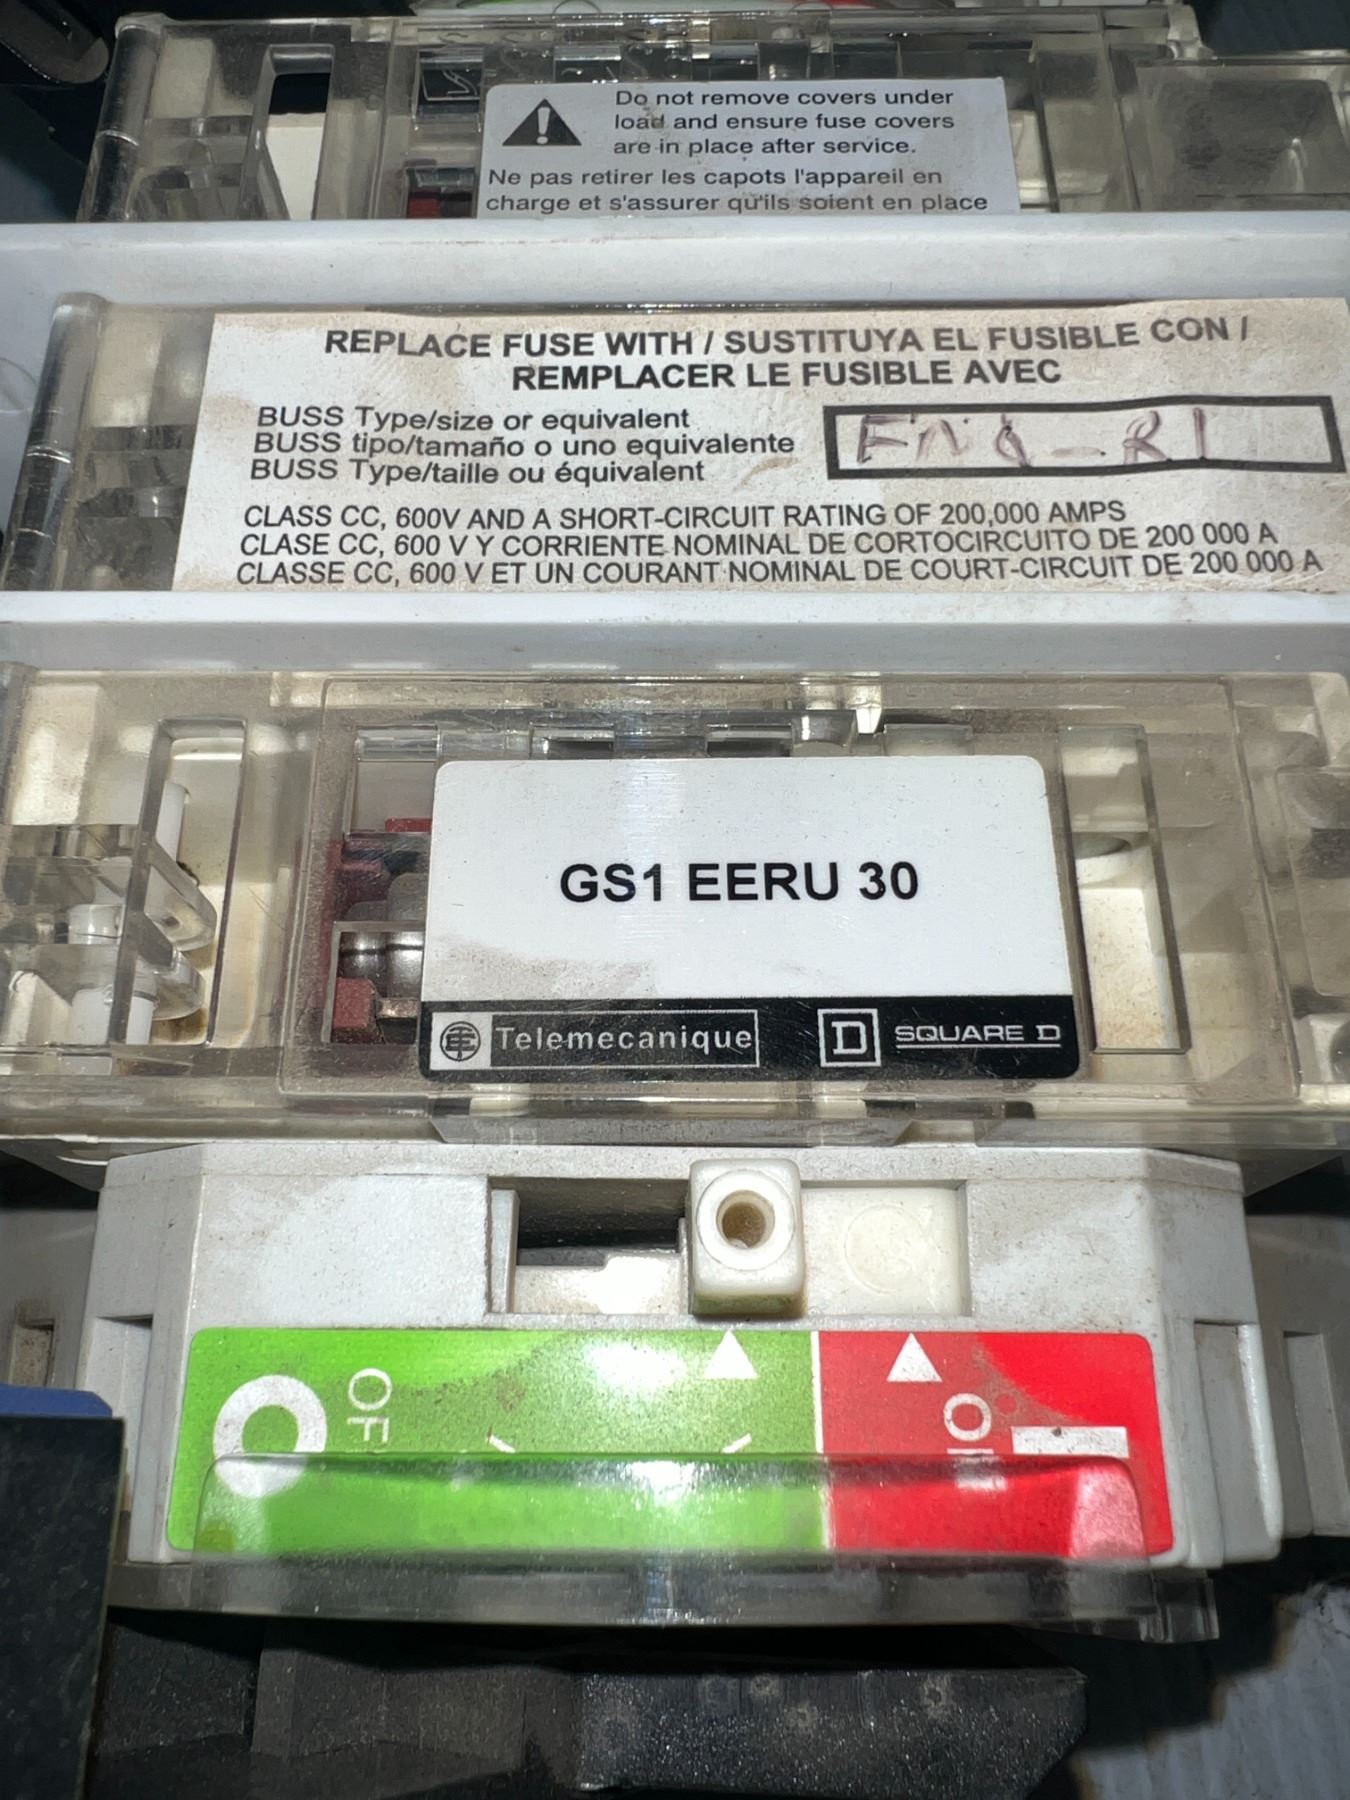 Do not remove covers under
load and ensure fuse covers
are in place after service.
Ne pas retirer les capots l'appareil en
charge et s'assurer qu'ils soient en place
REPLACE FUSE WITH / SUSTITUYA EL FUSIBLE CON /
REMPLACER LE FUSIBLE AVEC
BUSS Type/size or equivalent
BUSS tipo/tamaño o uno equivalente
BUSS Type/taille ou équivalent
FNQ-R1
CLASS CC, 600V AND A SHORT-CIRCUIT RATING OF 200,000 AMPS
CLASE CC, 600 V Y CORRIENTE NOMINAL DE CORTOCIRCUITO DE 200 000 A
CLASSE CC, 600 V ET UN COURANT NOMINAL DE COURT-CIRCUIT DE 200 000 A
GS1 EERU 30
Telemecanique
D SQUARE D
O OF
O I